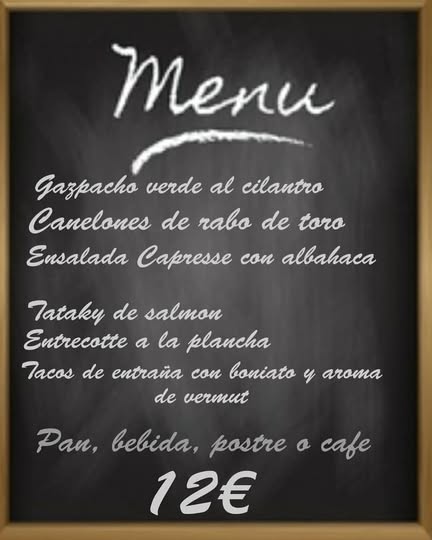 Menu
Gazpacho verde al cilantro
Canelones de rabo de toro
Ensalada Capresse con albahaca
Tataky de salmon
Entrecotte a la plancha
Tacos de entraña con boniato y aroma
de vermut
Pan, bebida, postre o cafe
12€